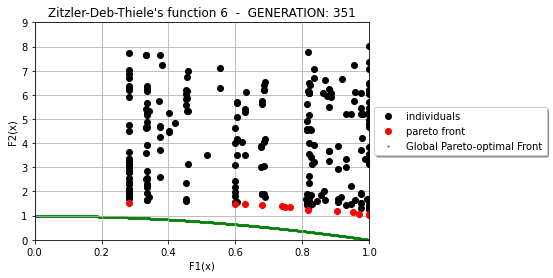 Zitzler-Deb-Thiele's function 6 - GENERATION: 351
9
8
7
6
5
4
3
2
1
0
F2(x)
0.0 0.2 0.4 0.6 0.8 1.0
F1(x)
individuals
pareto front
Global Pareto-optimal Front